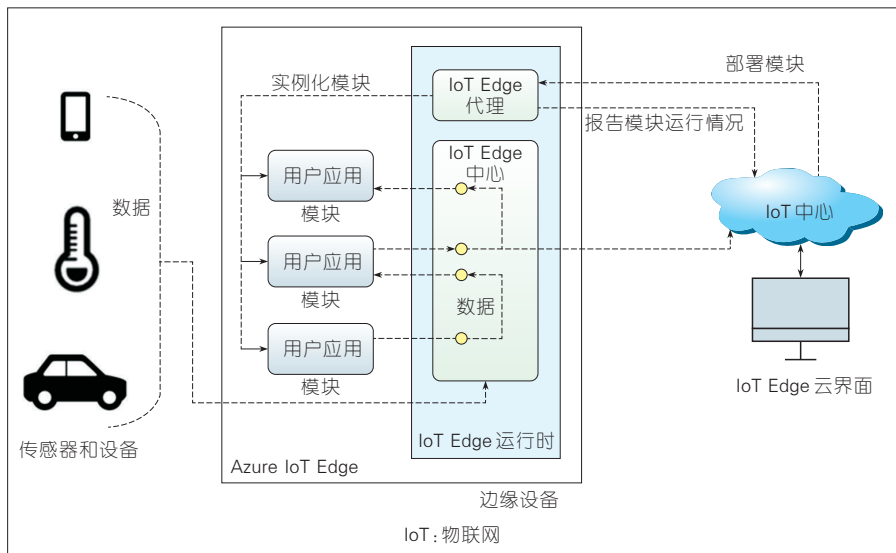 部署模块
实例化模块
IoT Edge
代理
报告模块运行情况
IoT Edge
中心
用户应用
模块
数据
IoT 中心
用户应用
模块
数据
用户应用
模块
IoT Edge 云界面
传感器和设备
IoT Edge 运行时
Azure IoT Edge
边缘设备
IoT：物联网